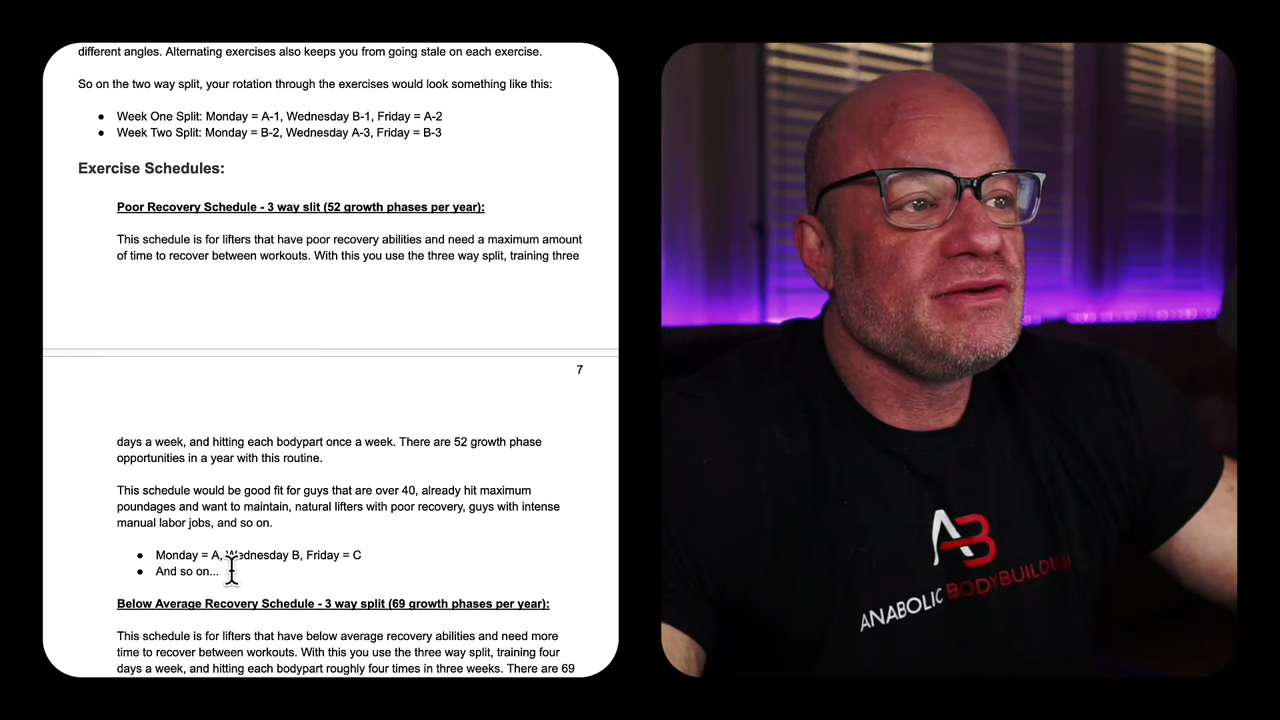 different angles. Alternating exercises also keeps you from going stale on each exercise.
So on the two way split, your rotation through the exercises would look something like this:
● Week One Split: Monday = A-1, Wednesday B-1, Friday = A-2
● Week Two Split: Monday = B-2, Wednesday A-3, Friday = B-3
Exercise Schedules:
Poor Recovery Schedule - 3 way slit (52 growth phases per year):
This schedule is for lifters that have poor recovery abilities and need a maximum amount
of time to recover between workouts. With this you use the three way split, training three
7
days a week, and hitting each bodypart once a week. There are 52 growth phase
opportunities in a year with this routine.
This schedule would be good fit for guys that are over 40, already hit maximum
poundages and want to maintain, natural lifters with poor recovery, guys with intense
manual labor jobs, and so on.
● Monday = A, Wednesday B, Friday = C
● And so on...
Below Average Recovery Schedule - 3 way split (69 growth phases per year):
This schedule is for lifters that have below average recovery abilities and need more
time to recover between workouts. With this you use the three way split, training four
days a week, and hitting each bodypart roughly four times in three weeks. There are 69
AB
ANABOLIC BODYBUILDING